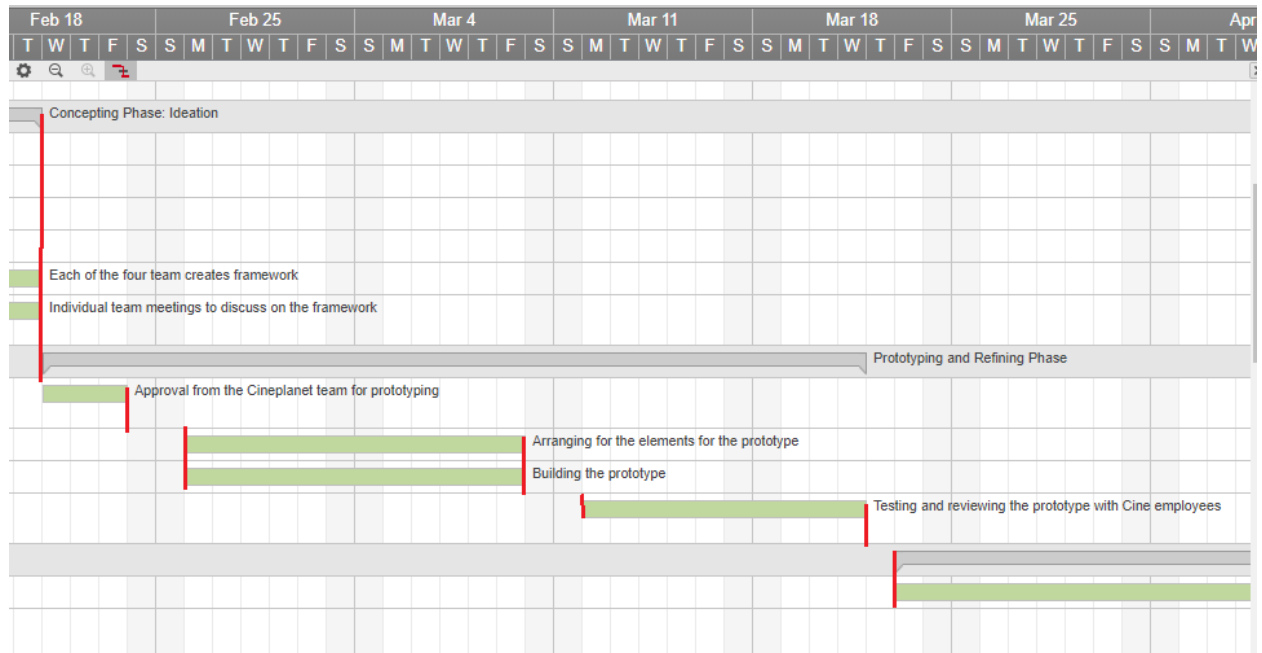 Feb 18 Feb 25 Mar 4 Mar 11 Mar 18 Mar 25 Apr
T W T F S S M T W T F S S M T W T F S S M T W T F S S M T W T F S S M T W T F S S M T W
Concepting Phase: Ideation
Each of the four team creates framework
Individual team meetings to discuss on the framework
Prototyping and Refining Phase
Approval from the Cineplanet team for prototyping
Arranging for the elements for the prototype
Building the prototype
Testing and reviewing the prototype with Cine employees